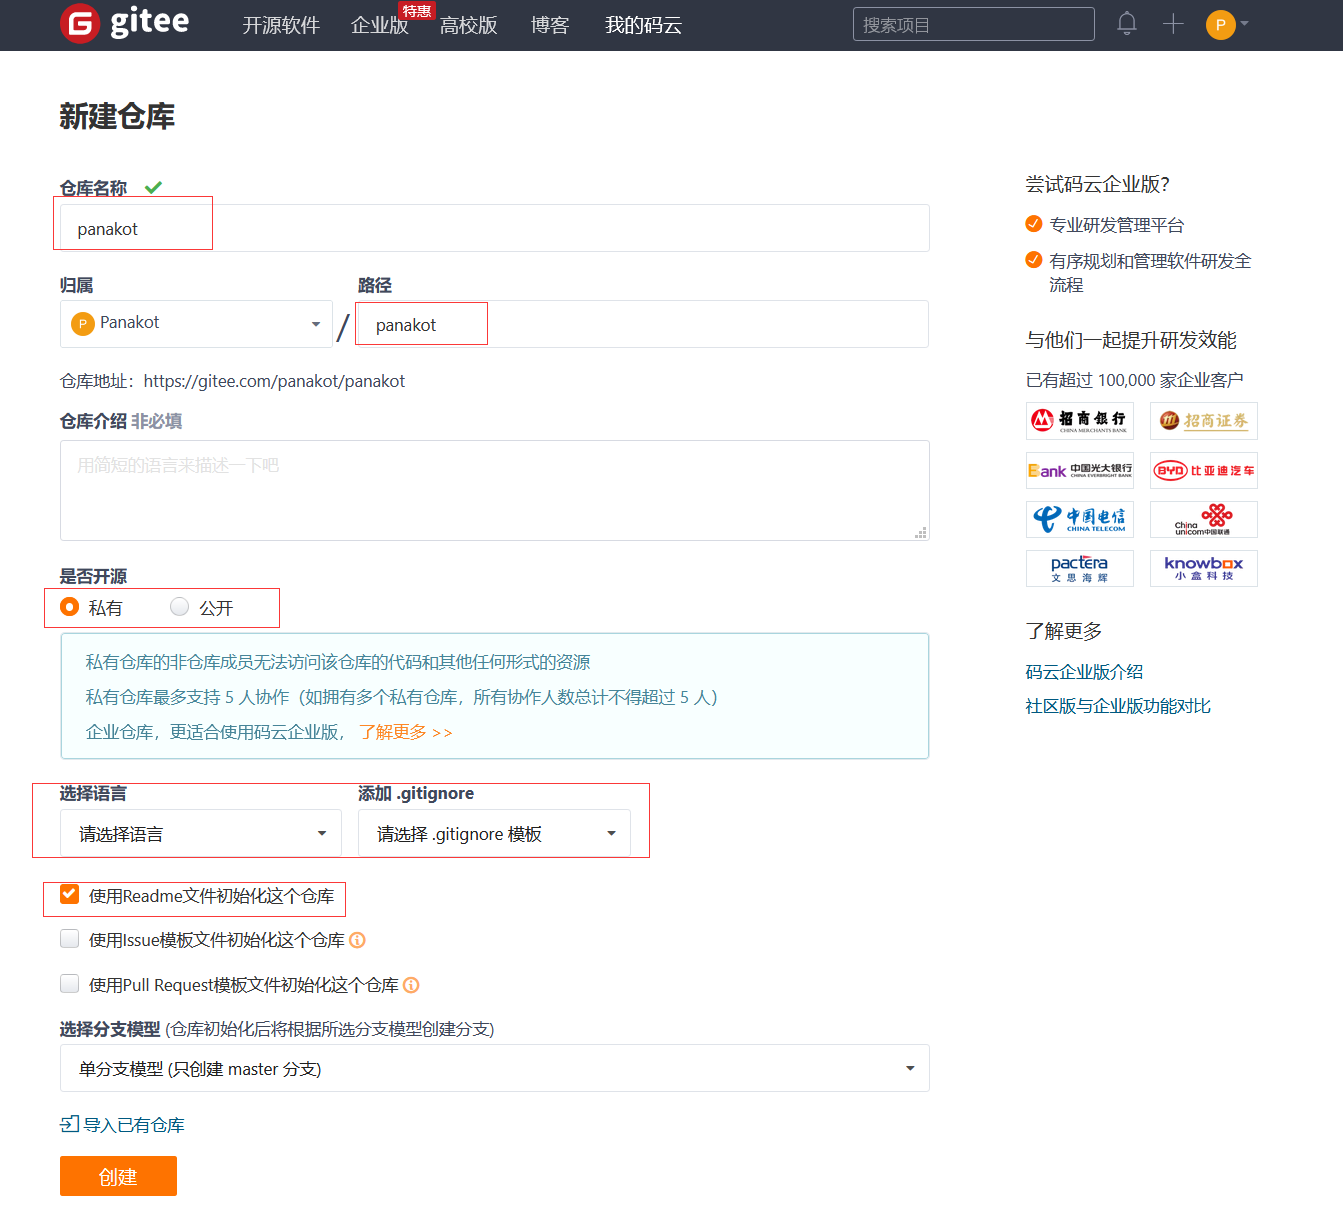 gitee 开源软件 企业版 特惠 高校版 博客 我的码云 搜索项目 P
新建仓库
仓库名称
panakot
归属 路径
P Panakot / panakot
仓库地址：https://gitee.com/panakot/panakot
仓库介绍 非必填
用简短的语言来描述一下吧
是否开源
私有 公开
私有仓库的非仓库成员无法访问该仓库的代码和其他任何形式的资源
私有仓库最多支持 5 人协作（如拥有多个私有仓库，所有协作人数总计不得超过 5 人）
企业仓库，更适合使用码云企业版， 了解更多 >>
选择语言 添加 .gitignore
请选择语言 请选择 .gitignore 模板
使用Readme文件初始化这个仓库
使用Issue模板文件初始化这个仓库
使用Pull Request模板文件初始化这个仓库
选择分支模型 (仓库初始化后将根据所选分支模型创建分支)
单分支模型 (只创建 master 分支)
导入已有仓库
创建
尝试码云企业版?
专业研发管理平台
有序规划和管理软件研发全
流程
与他们一起提升研发效能
已有超过 100,000 家企业客户
招商银行
CHINA MERCHANTS BANK
招商证券
Bank 中国光大银行
CHINA EVERBRIGHT BANK
BYD 比亚迪汽车
中国电信
CHINA TELECOM
China
unicom中国联通
pactera
文思海辉
knowbox
小盒科技
了解更多
码云企业版介绍
社区版与企业版功能对比